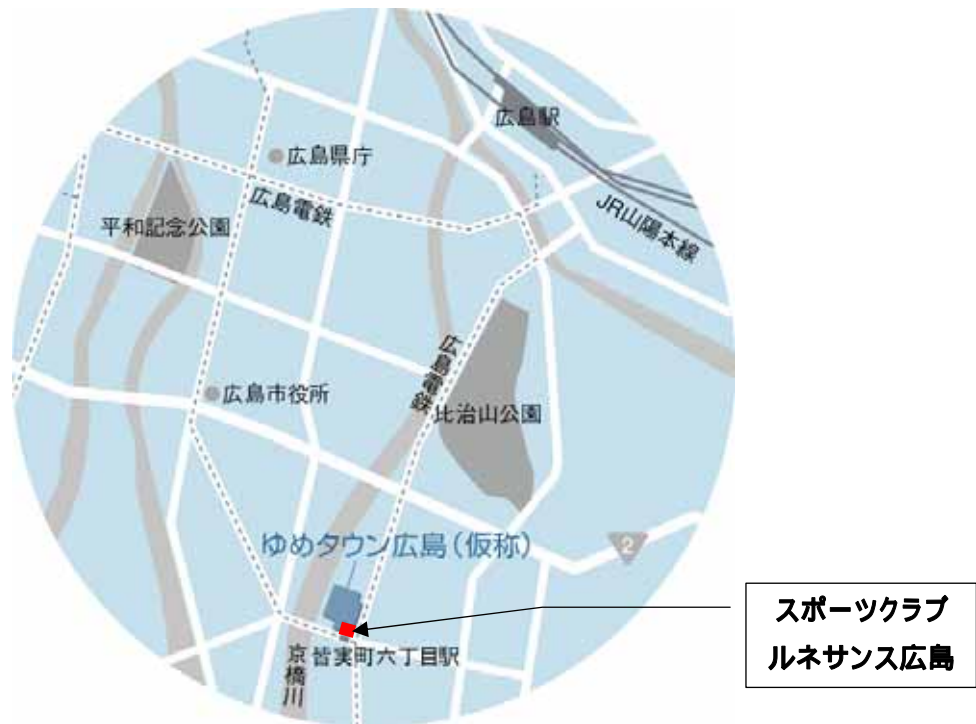 広島駅
広島県庁
広島電鉄
JR山陽本線
平和記念公園
広島電鉄
広島市役所
比治山公園
ゆめタウン広島(仮称)
2
スポーツクラブ
ルネサンス広島
皆実町六丁目駅
京橋川